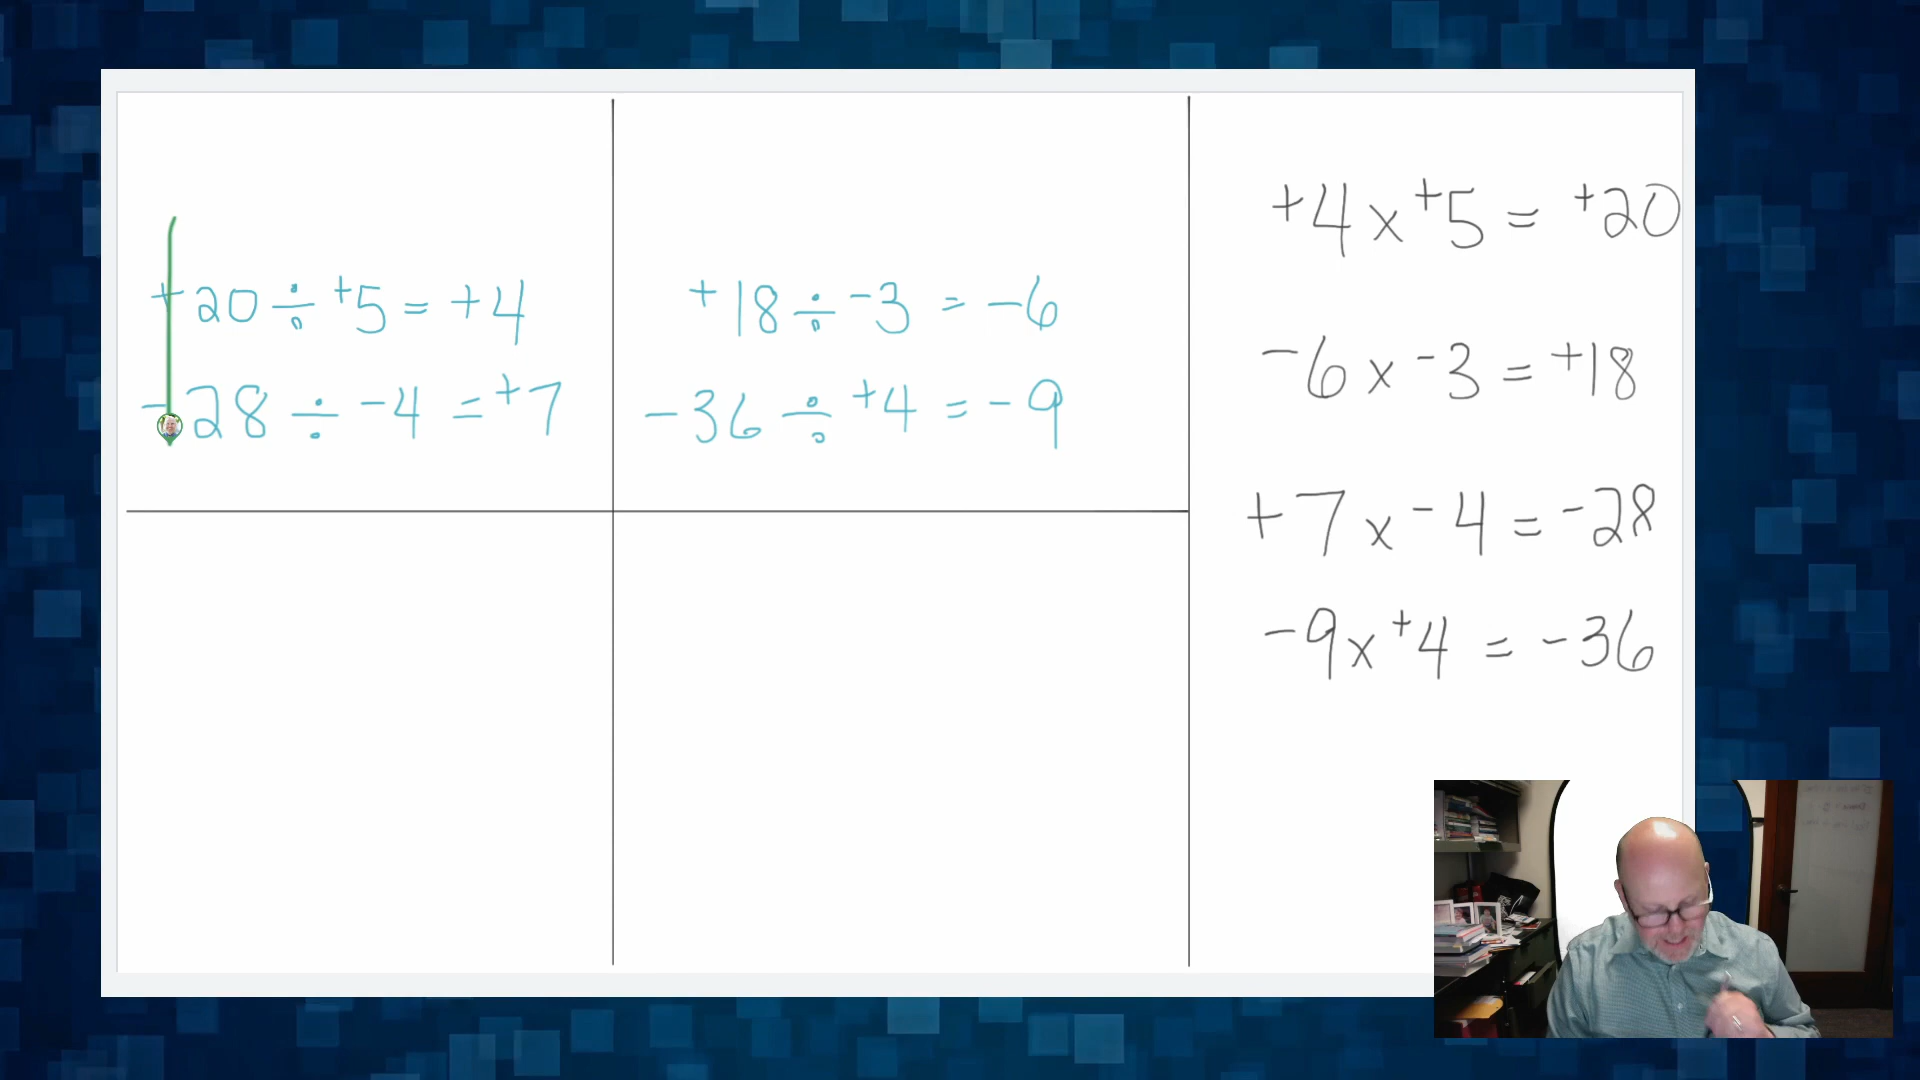 +20 ÷ +5 = +4
-28 ÷ -4 = +7
+18 ÷ -3 = -6
-36 ÷ +4 = -9
+4 x +5 = +20
-6 x -3 = +18
+7 x -4 = -28
-9 x +4 = -36